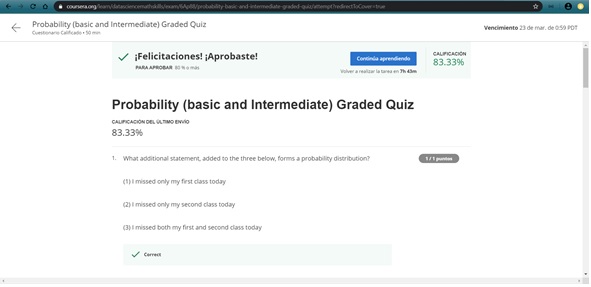 coursera.org/learn/datasciencemathskills/exam/bAp8B/probability-basic-and-intermediate-graded-quiz/attempt?redirectToCover=true
Probability (basic and Intermediate) Graded Quiz
Cuestionario Calificado • 50 min
Vencimiento 23 de mar. de 0:59 PDT
¡Felicitaciones! ¡Aprobaste!
PARA APROBAR 80 % o más
Continúa aprendiendo
Volver a realizar la tarea en 7h 43m
CALIFICACIÓN
83.33%
Probability (basic and Intermediate) Graded Quiz
CALIFICACIÓN DEL ÚLTIMO ENVÍO
83.33%
1. What additional statement, added to the three below, forms a probability distribution?
1 / 1 puntos
(1) I missed only my first class today
(2) I missed only my second class today
(3) I missed both my first and second class today
Correct